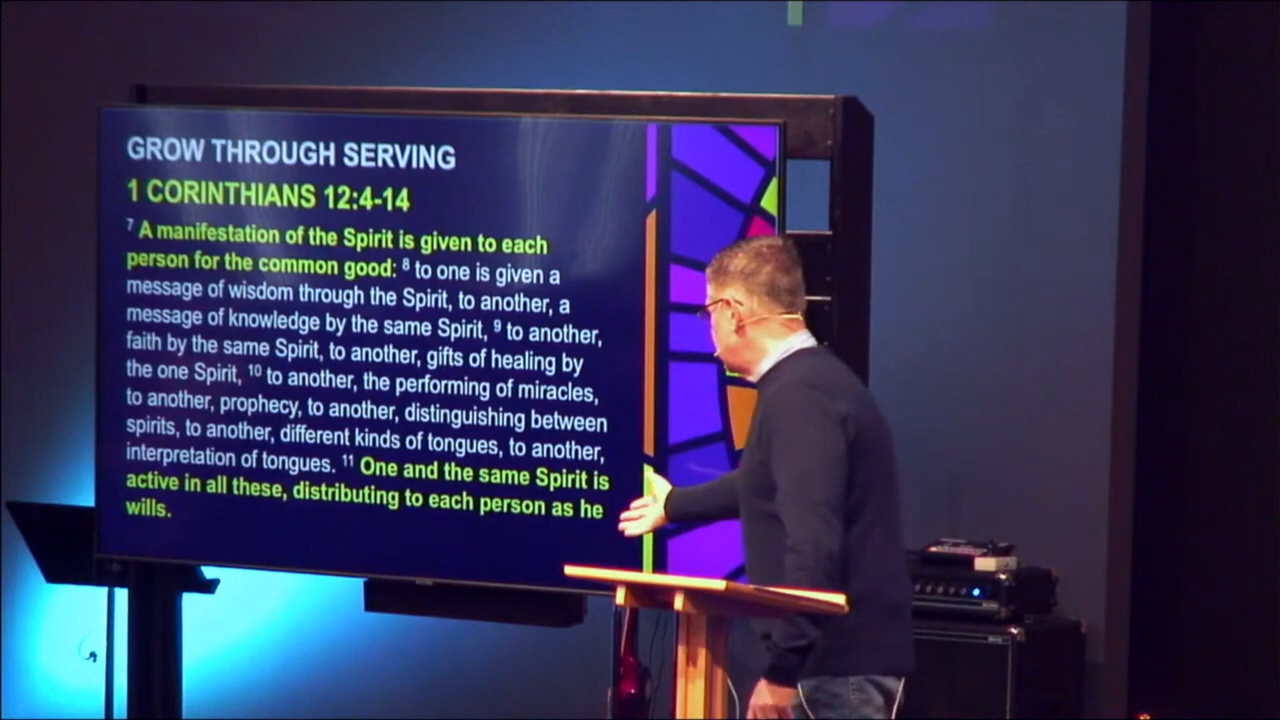 GROW THROUGH SERVING
1 CORINTHIANS 12:4-14
7 A manifestation of the Spirit is given to each
person for the common good: 8 to one is given a
message of wisdom through the Spirit, to another, a
message of knowledge by the same Spirit, 9 to another,
faith by the same Spirit, to another, gifts of healing by
the one Spirit, 10 to another, the performing of miracles,
to another, prophecy, to another, distinguishing between
spirits, to another, different kinds of tongues, to another,
interpretation of tongues. 11 One and the same Spirit is
active in all these, distributing to each person as he
wills.